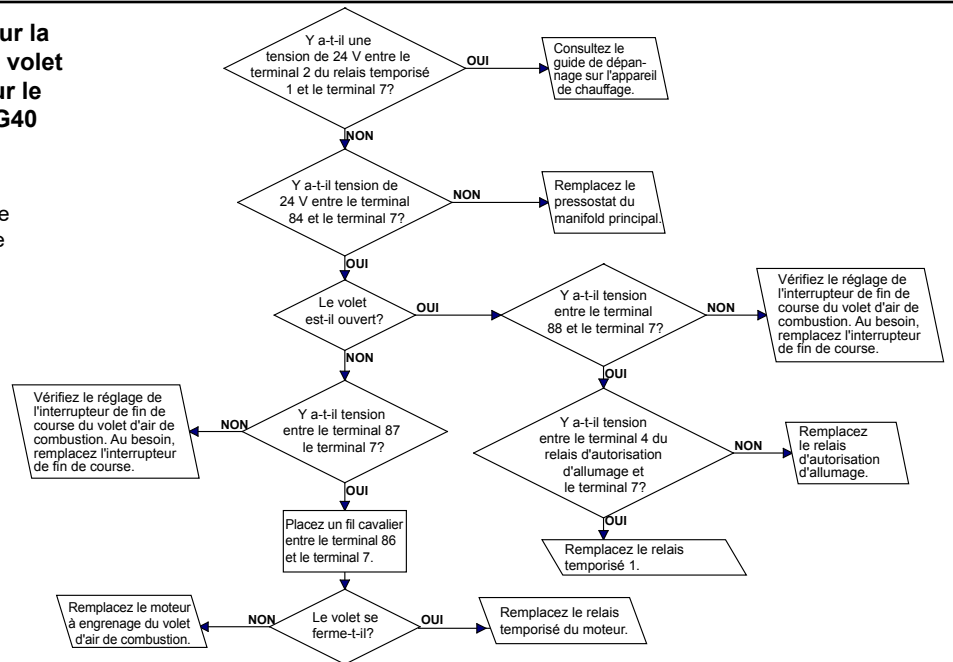 ur la
volet
ur le
G40
e
e
Y a-t-il une
tension de 24 V entre le
terminal 2 du relais temporisé
1 et le terminal 7?
OUI
Consultez le
guide de dépan-
nage sur l'appareil
de chauffage.
NON
Y a-t-il tension de
24 V entre le terminal
84 et le terminal 7?
NON
Remplacez le
pressostat du
manifold principal.
OUI
Le volet
est-il ouvert?
OUI
Y a-t-il tension
entre le terminal
88 et le terminal 7?
NON
Vérifiez le réglage de
l'interrupteur de fin de
course du volet d'air de
combustion. Au besoin,
remplacez l'interrupteur
de fin de course.
NON
OUI
Vérifiez le réglage de
l'interrupteur de fin de
course du volet d'air de
combustion. Au besoin,
remplacez l'interrupteur
de fin de course.
NON
Y a-t-il tension
entre le terminal 87
le terminal 7?
Y a-t-il tension
entre le terminal 4 du
relais d'autorisation
d'allumage et
le terminal 7?
NON
Remplacez
le relais
d'autorisation
d'allumage.
OUI
OUI
Placez un fil cavalier
entre le terminal 86
et le terminal 7.
Remplacez le relais
temporisé 1.
Remplacez le moteur
à engrenage du volet
d'air de combustion.
NON
Le volet se
ferme-t-il?
OUI
Remplacez le relais
temporisé du moteur.